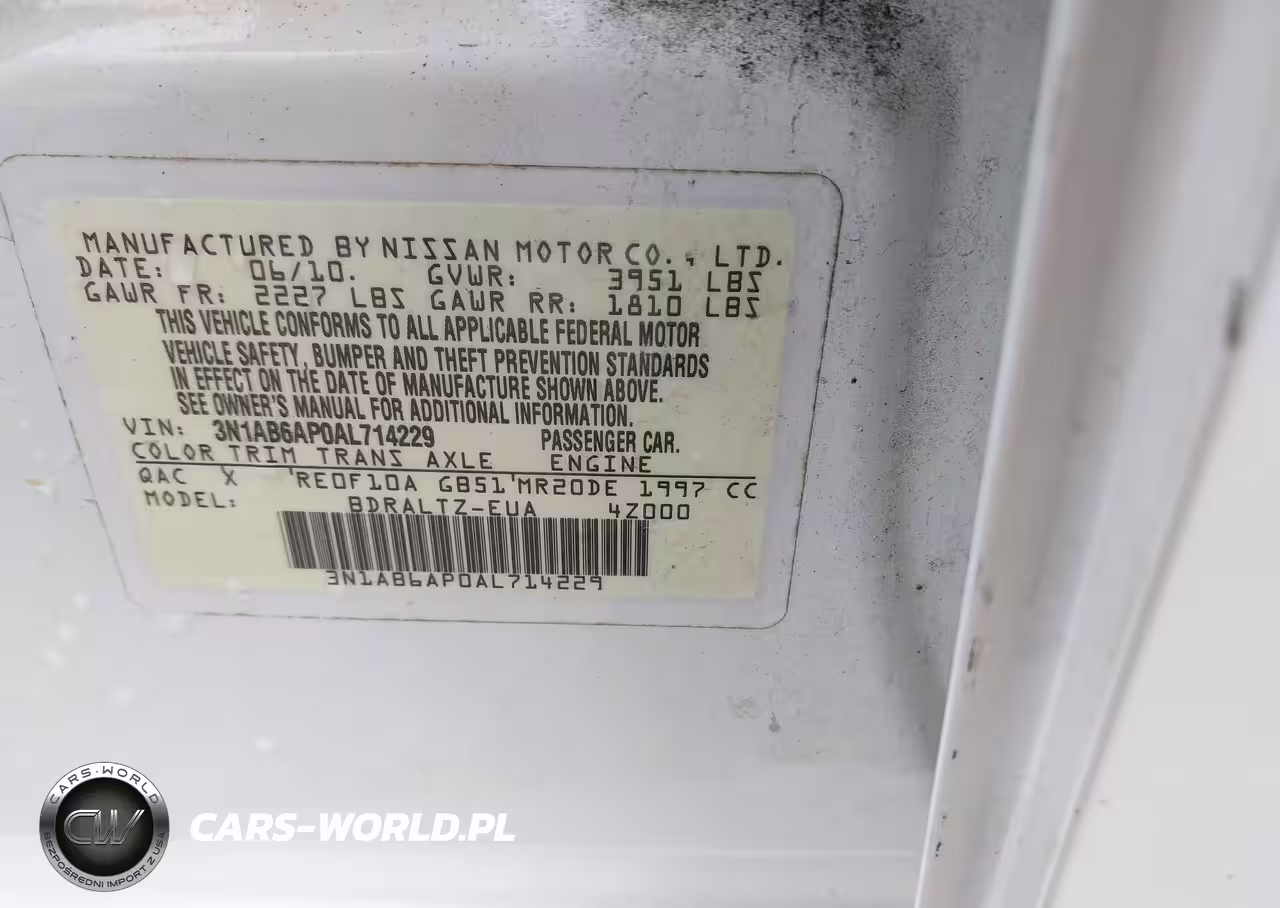 MANUFACTURED BY NISSAN MOTOR CO., LTD.
DATE: 06/10. GVWR: 3951 LBS
GAWR FR: 2227 LBS GAWR RR: 1810 LBS
THIS VEHICLE CONFORMS TO ALL APPLICABLE FEDERAL MOTOR
VEHICLE SAFETY, BUMPER AND THEFT PREVENTION STANDARDS
IN EFFECT ON THE DATE OF MANUFACTURE SHOWN ABOVE.
SEE OWNER'S MANUAL FOR ADDITIONAL INFORMATION.
VIN: 3N1AB6AP0AL714229 PASSENGER CAR.
COLOR TRIM TRANS AXLE ENGINE
QAC X 'RE0F10A GB51'MR20DE 1997 CC
MODEL: BDRALTZ-EUA 4Z000
3N1AB6AP0AL714229
CARS-WORLD
CW
BEZPOŚREDNI IMPORT Z USA
CARS-WORLD.PL